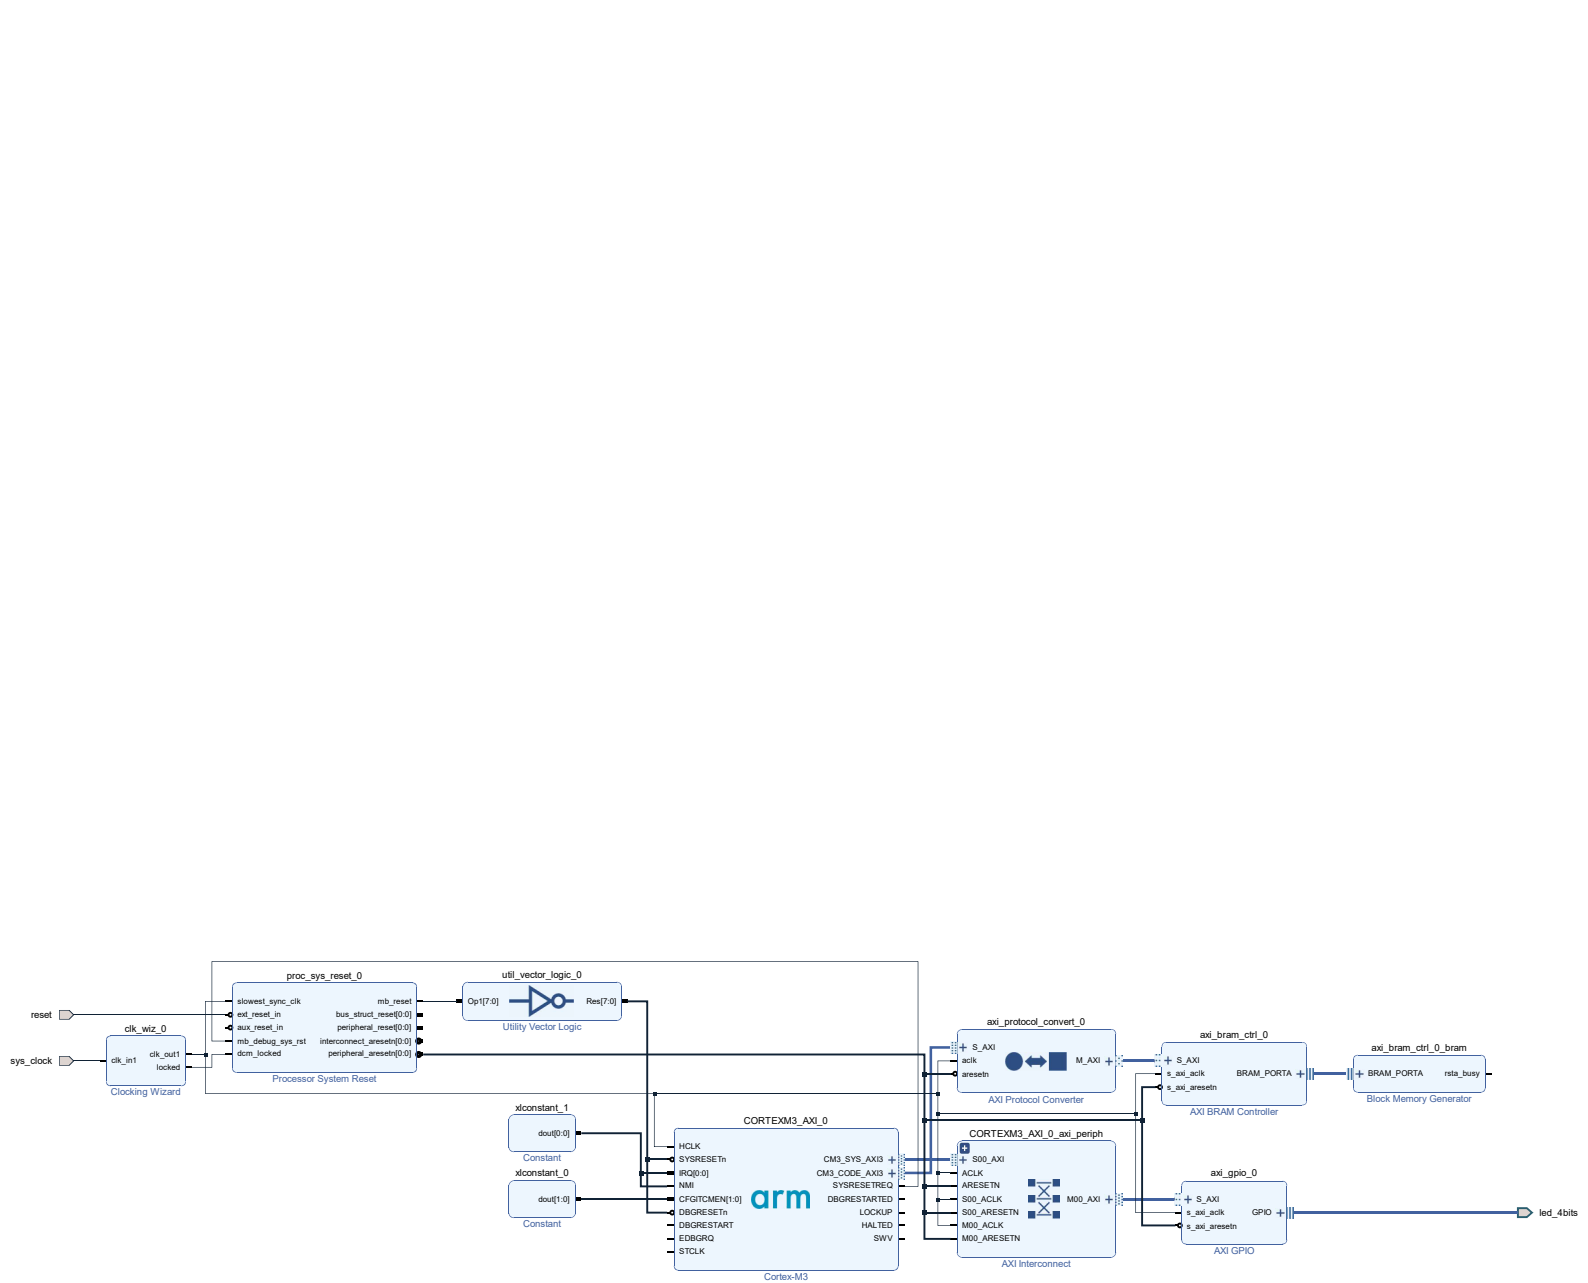 reset
sys_clock
clk_wiz_0
clk_in1
clk_out1
locked
Clocking Wizard
proc_sys_reset_0
slowest_sync_clk
ext_reset_in
aux_reset_in
mb_debug_sys_rst
dcm_locked
mb_reset
bus_struct_reset[0:0]
peripheral_reset[0:0]
interconnect_aresetn[0:0]
peripheral_aresetn[0:0]
Processor System Reset
util_vector_logic_0
Op1[7:0]
Res[7:0]
Utility Vector Logic
xlconstant_1
dout[0:0]
Constant
xlconstant_0
dout[1:0]
Constant
CORTEXM3_AXI_0
HCLK
SYSRESETn
IRQ[0:0]
NMI
CFGITCMEN[1:0]
DBGRESETn
DBGRESTART
EDBGRQ
STCLK
arm
CM3_SYS_AXI3
CM3_CODE_AXI3
SYSRESETREQ
DBGRESTARTED
LOCKUP
HALTED
SWV
Cortex-M3
axi_protocol_convert_0
S_AXI
aclk
aresetn
M_AXI
AXI Protocol Converter
CORTEXM3_AXI_0_axi_periph
S00_AXI
ACLK
ARESETN
S00_ACLK
S00_ARESETN
M00_ACLK
M00_ARESETN
M00_AXI
AXI Interconnect
axi_bram_ctrl_0
S_AXI
s_axi_aclk
s_axi_aresetn
BRAM_PORTA
AXI BRAM Controller
axi_bram_ctrl_0_bram
BRAM_PORTA
rsta_busy
Block Memory Generator
axi_gpio_0
S_AXI
s_axi_aclk
s_axi_aresetn
GPIO
AXI GPIO
led_4bits